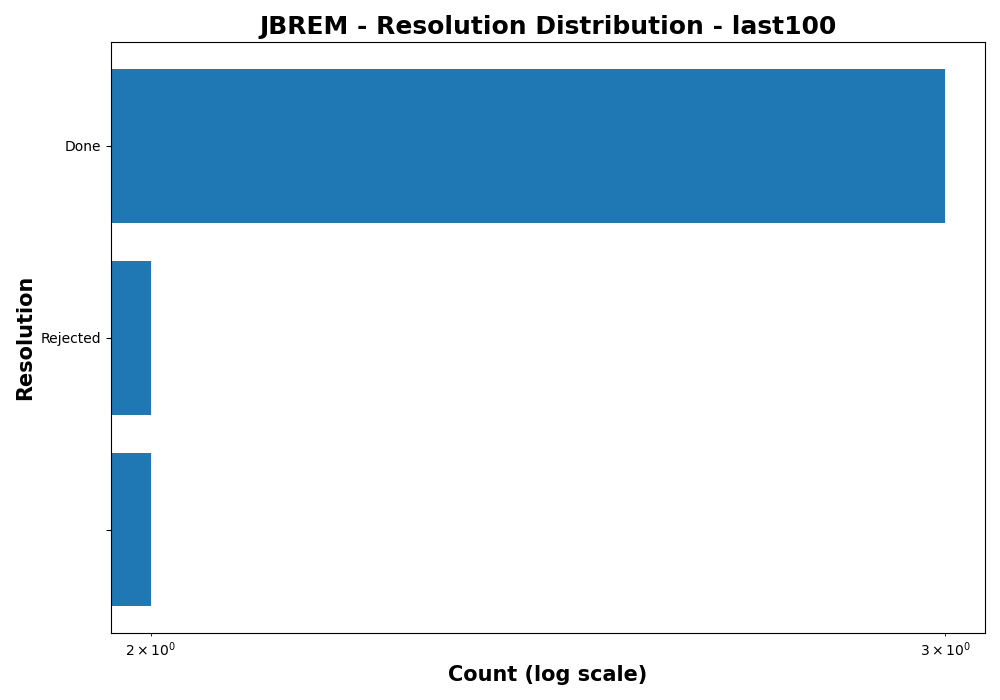 JBREM - Resolution Distribution - last100
Done
Rejected
Resolution
2 × 10⁰
3 × 10⁰
Count (log scale)